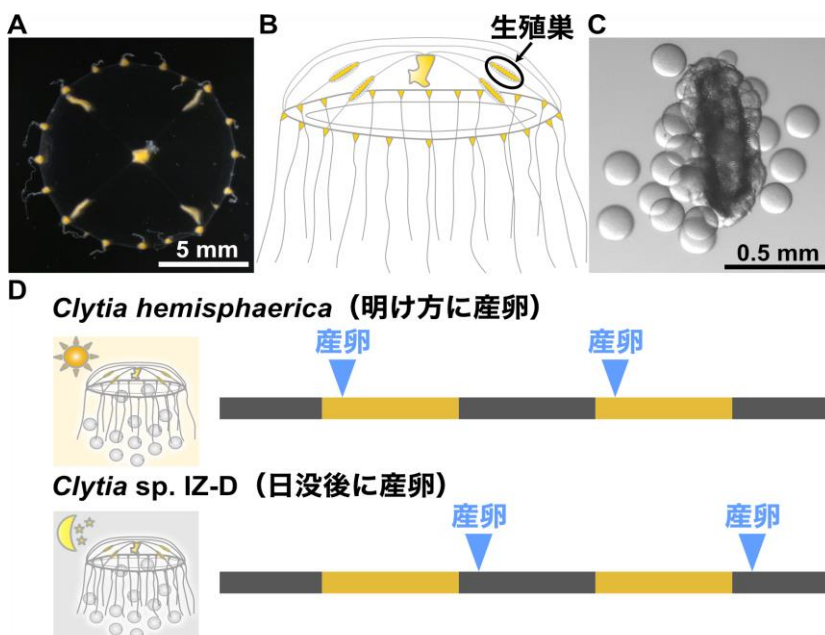 A
B
生殖巣
C
5 mm
0.5 mm
D
Clytia hemisphaerica（明け方に産卵）
産卵
産卵
Clytia sp. IZ-D（日没後に産卵）
産卵
産卵